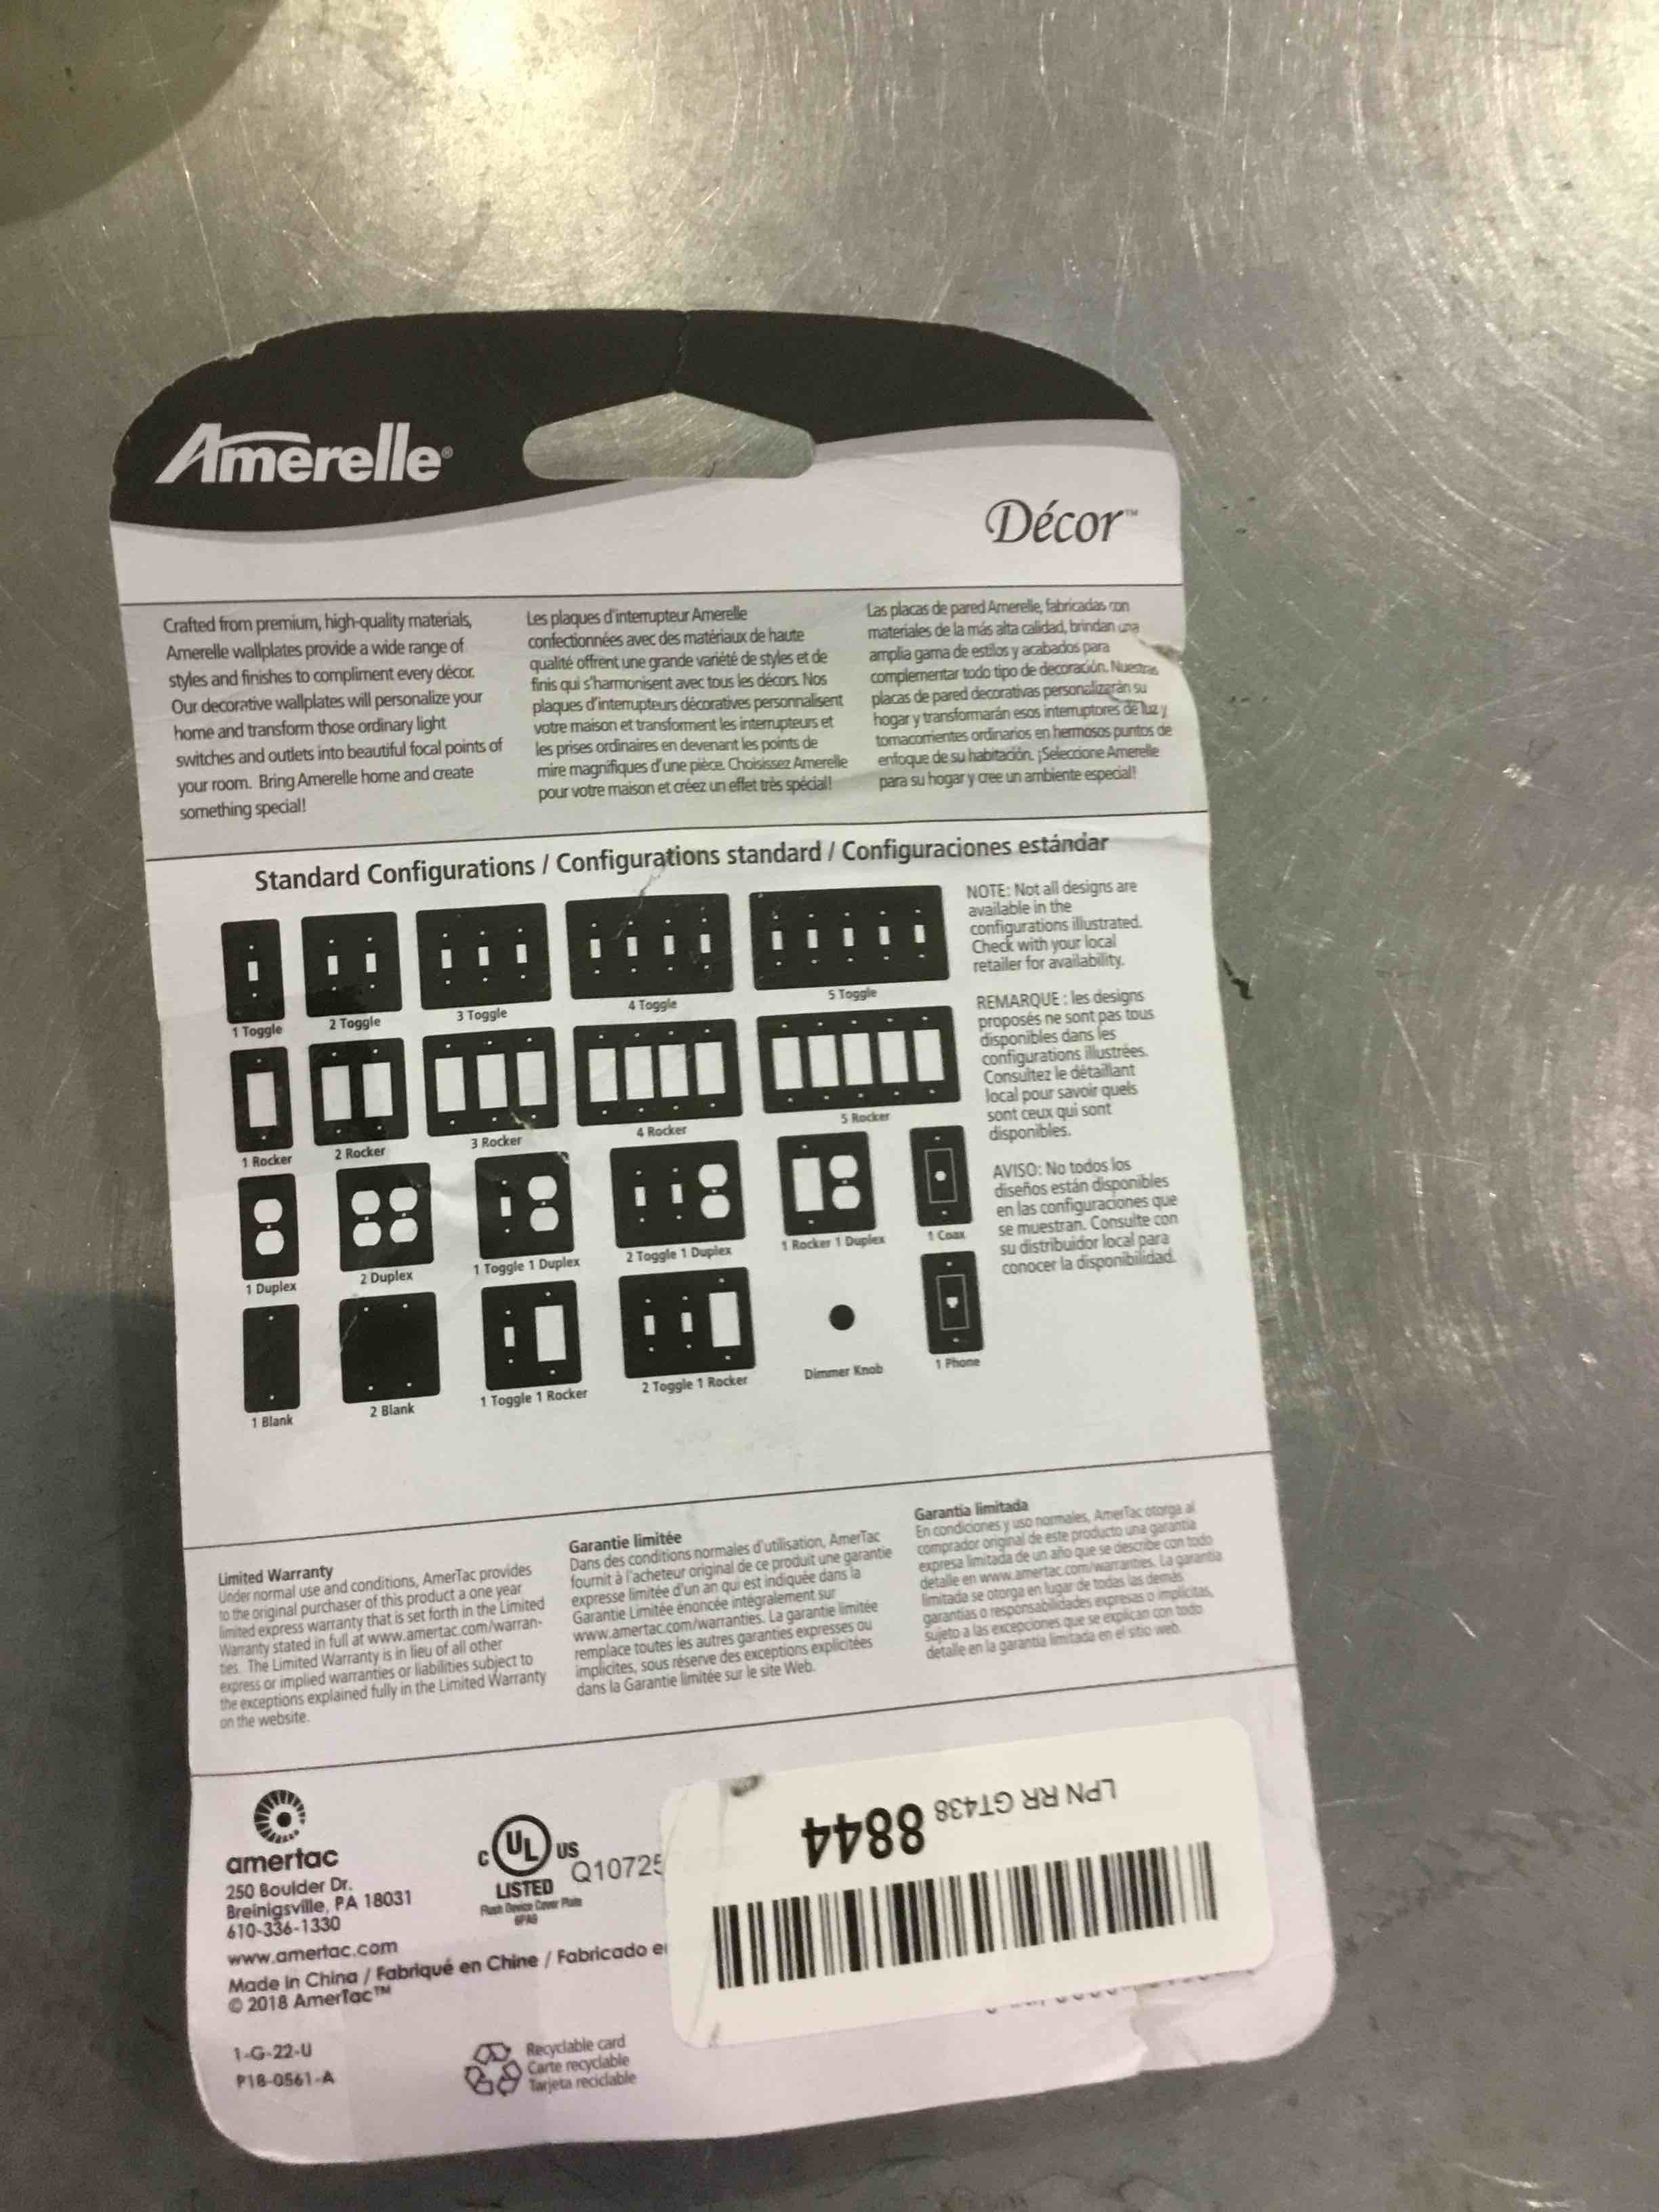 Amerelle®
Décor™
Crafted from premium, high-quality materials,
Amerelle wallplates provide a wide range of
styles and finishes to compliment every décor.
Our decorative wallplates will personalize your
home and transform those ordinary light
switches and outlets into beautiful focal points of
your room. Bring Amerelle home and create
something special!
Les plaques d'interrupteur Amerelle
confectionnées avec des matériaux de haute
qualité offrent une grande variété de styles et de
finis qui s'harmonisent avec tous les décors. Nos
plaques d'interrupteurs décoratives personnalisent
votre maison et transforment les interrupteurs et
les prises ordinaires en devenant les points de
mire magnifiques d'une pièce. Choisissez Amerelle
pour votre maison et créez un effet très spécial!
Las placas de pared Amerelle, fabricadas con
materiales de la más alta calidad, brindan una
amplia gama de estilos y acabados para
complementar todo tipo de decoración. Nuestras
placas de pared decorativas personalizarán su
hogar y transformarán esos interruptores de luz y
tomacorrientes ordinarios en hermosos puntos de
enfoque de su habitación. ¡Seleccione Amerelle
para su hogar y cree un ambiente especial!
Standard Configurations / Configurations standard / Configuraciones estándar
1 Toggle
2 Toggle
3 Toggle
4 Toggle
5 Toggle
1 Rocker
2 Rocker
3 Rocker
4 Rocker
5 Rocker
1 Duplex
2 Duplex
1 Toggle 1 Duplex
2 Toggle 1 Duplex
1 Rocker 1 Duplex
1 Coax
1 Blank
2 Blank
1 Toggle 1 Rocker
2 Toggle 1 Rocker
Dimmer Knob
1 Phone
NOTE: Not all designs are
available in the
configurations illustrated.
Check with your local
retailer for availability.
REMARQUE : les designs
proposés ne sont pas tous
disponibles dans les
configurations illustrées.
Consultez le détaillant
local pour savoir quels
sont ceux qui sont
disponibles.
AVISO: No todos los
diseños están disponibles
en las configuraciones que
se muestran. Consulte con
su distribuidor local para
conocer la disponibilidad.
Limited Warranty
Under normal use and conditions, AmerTac provides
to the original purchaser of this product a one year
limited express warranty that is set forth in the Limited
Warranty stated in full at www.amertac.com/warran-
ties. The Limited Warranty is in lieu of all other
express or implied warranties or liabilities subject to
the exceptions explained fully in the Limited Warranty
on the website.
Garantie limitée
Dans des conditions normales d'utilisation, AmerTac
fournit à l'acheteur original de ce produit une garantie
expresse limitée d'un an qui est indiquée dans la
Garantie Limitée énoncée intégralement sur
www.amertac.com/warranties. La garantie limitée
remplace toutes les autres garanties expresses ou
implicites, sous réserve des exceptions explicitées
dans la Garantie limitée sur le site Web.
Garantía limitada
En condiciones y uso normales, AmerTac otorga al
comprador original de este producto una garantía
expresa limitada de un año que se describe con todo
detalle en www.amertac.com/warranties. La garantía
limitada se otorga en lugar de todas las demás
garantías o responsabilidades expresas o implícitas,
sujeto a las excepciones que se explican con todo
detalle en la garantía limitada en el sitio web.
amertac
250 Boulder Dr.
Breinigsville, PA 18031
610-336-1330
www.amertac.com
Made in China / Fabriqué en Chine / Fabricado e
© 2018 AmerTac™
C UL US
LISTED
Flush Device Cover Plate
6PA9
Q10725
LPN RR GT438 8844
1-G-22-U
P18-0561-A
Recyclable card
Carte recyclable
Tarjeta reciclable